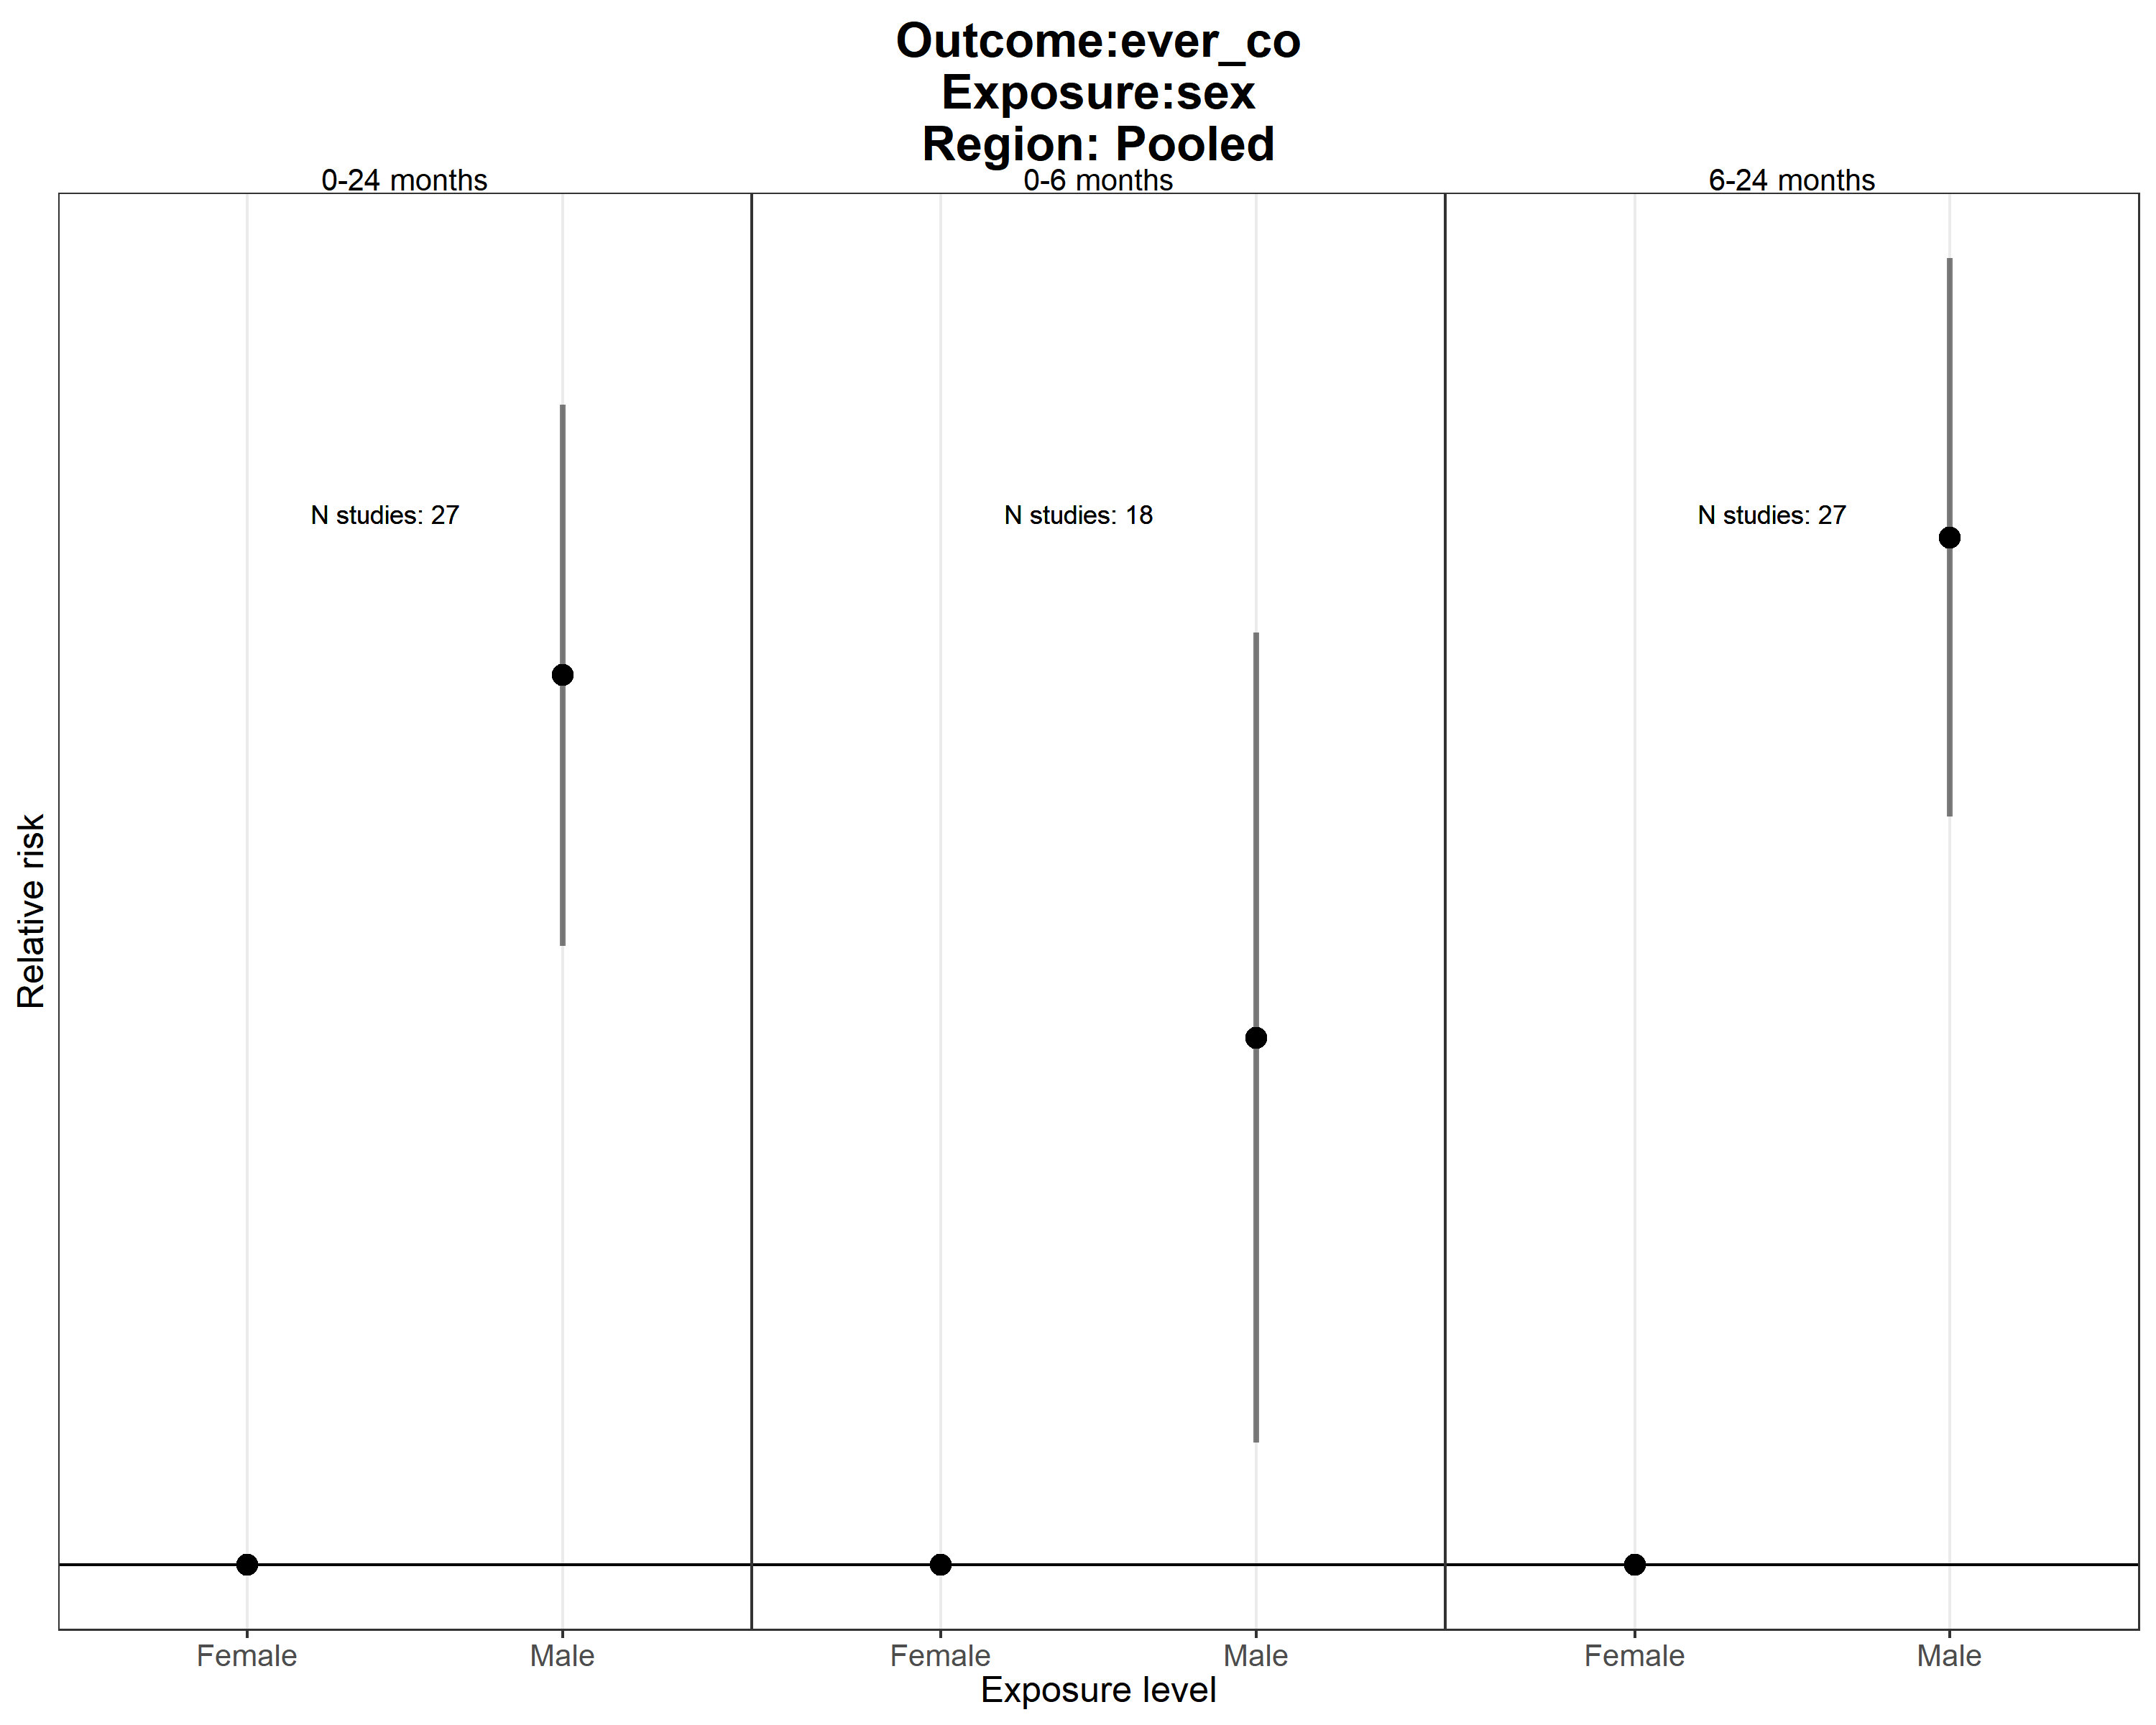 Outcome:ever_co
Exposure:sex
Region: Pooled
0-24 months
0-6 months
6-24 months
N studies: 27
N studies: 18
N studies: 27
Relative risk
Female
Male
Female
Male
Female
Male
Exposure level